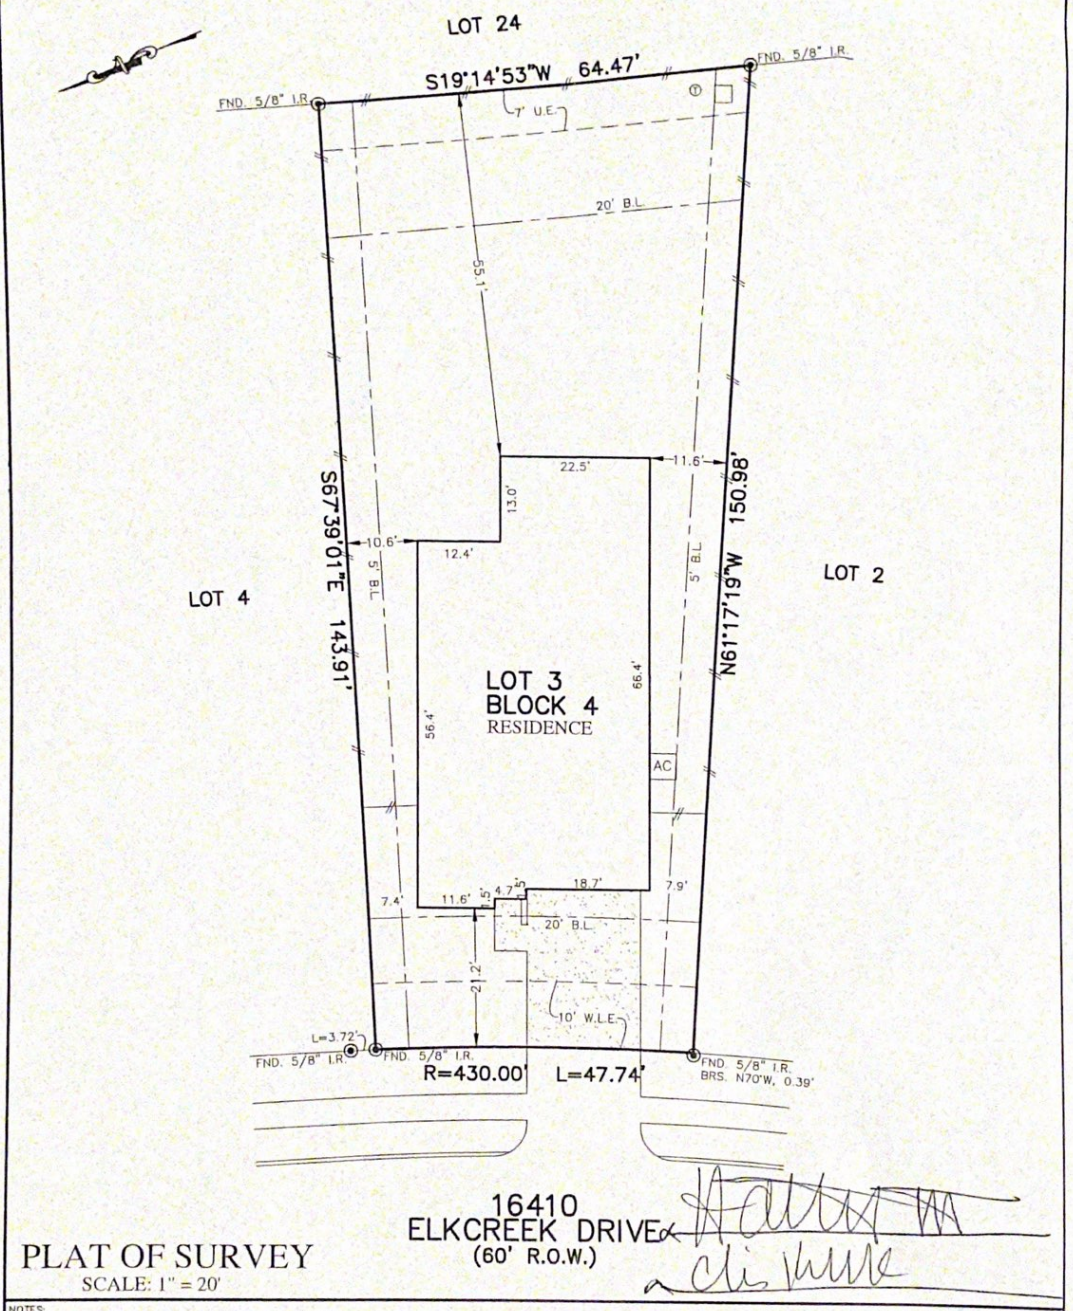 LOT 24
S19°14'53"W 64.47'
FND. 5/8" I.R.
FND. 5/8" I.R.
T
7' U.E.
20' B.L.
55.1'
22.5'
11.6'
13.0'
10.6'
12.4'
S67°39'01"E 143.91'
N61°17'19"W 150.98'
5' B.L.
5' B.L.
LOT 4
LOT 2
LOT 3
BLOCK 4
RESIDENCE
56.4'
66.4'
AC
7.4'
11.6'
1.5'
4.7'
18.7'
7.9'
20' B.L.
21.2'
10' W.L.E.
L=3.72'
FND. 5/8" I.R.
FND. 5/8" I.R.
R=430.00' L=47.74'
FND. 5/8" I.R.
BRS. N70°W, 0.39'
16410
ELKCREEK DRIVE
(60' R.O.W.)
PLAT OF SURVEY
SCALE: 1" = 20'
NOTES: